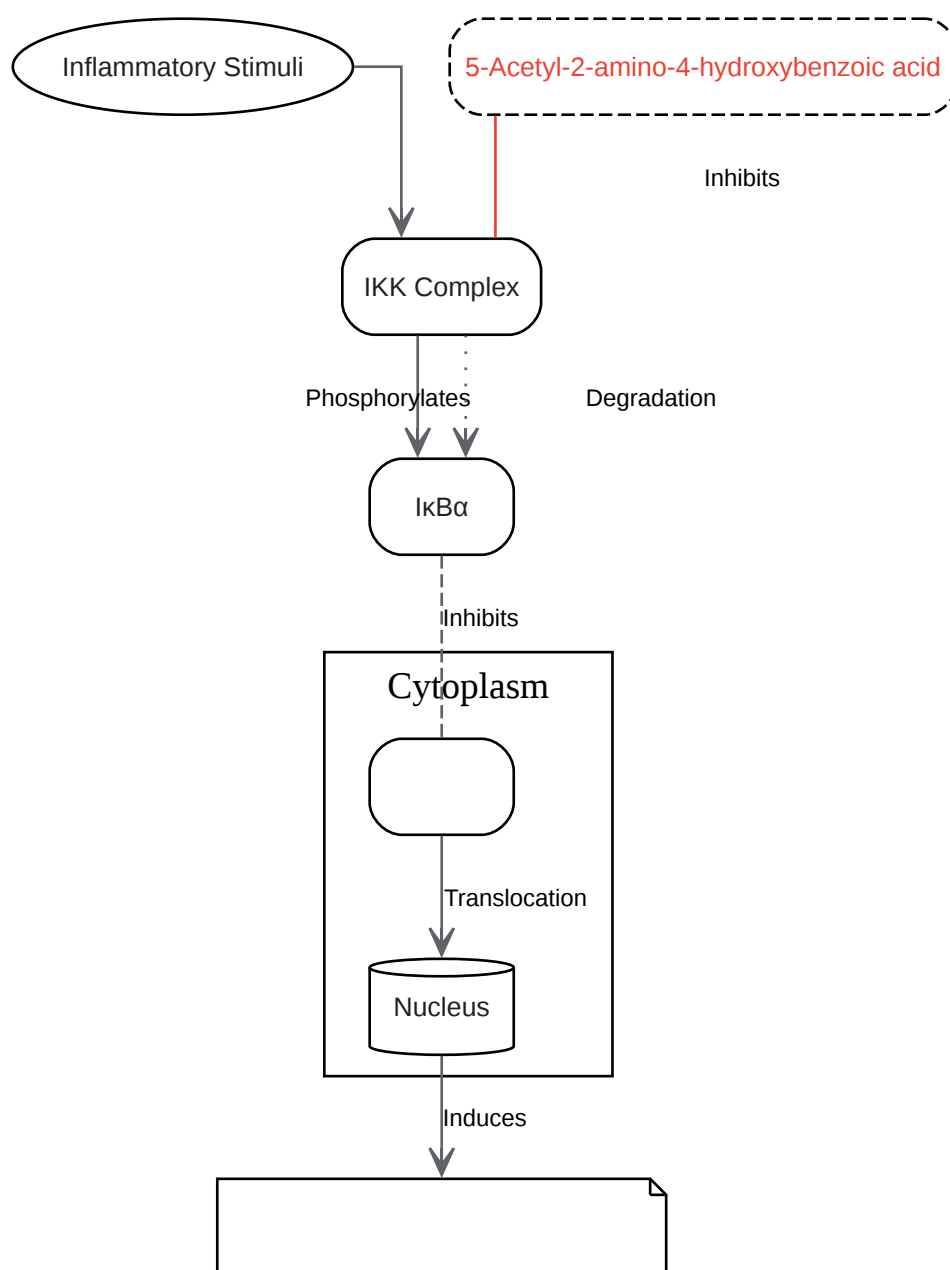 Inflammatory Stimuli
5-Acetyl-2-amino-4-hydroxybenzoic acid
Inhibits
IKK Complex
Phosphorylates
Degradation
IκBα
Inhibits
Cytoplasm
Translocation
Nucleus
Induces